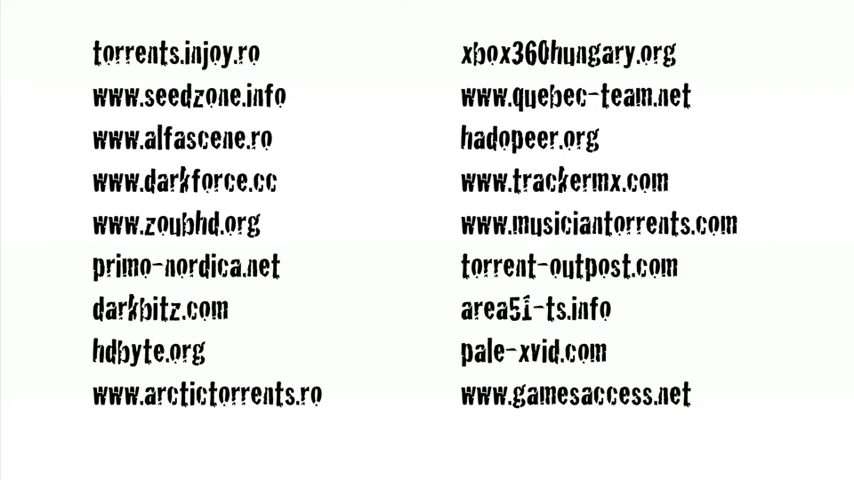 torrents.injoy.ro
www.seedzone.info
www.alfascene.ro
www.darkforce.cc
www.zoubhd.org
primo-nordica.net
darkbitz.com
hdbyte.org
www.arctictorrents.ro
xbox360hungary.org
www.quebec-team.net
hadopeer.org
www.trackermx.com
www.musiciantorrents.com
torrent-outpost.com
area51-ts.info
pale-xvid.com
www.gamesaccess.net